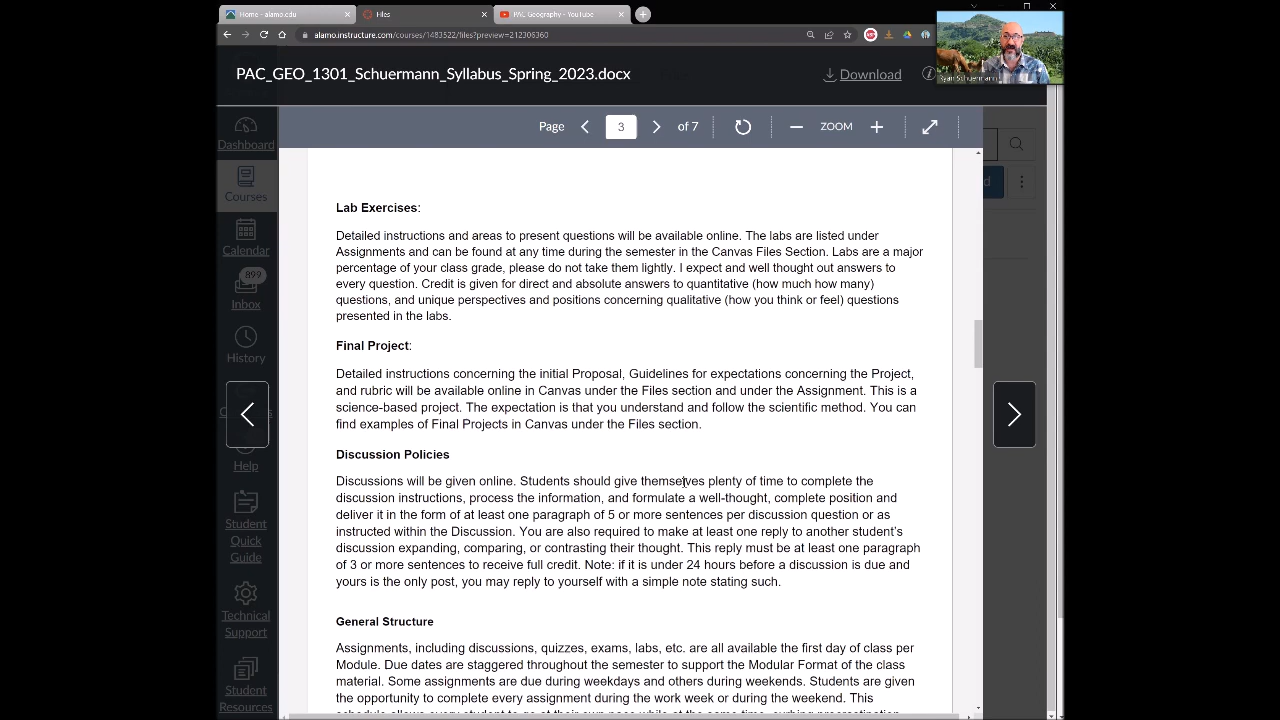 Home - alamo.edu
Files
PAC Geography - YouTube
alamo.instructure.com/courses/1483522/files?preview=212306360
Ryan Schuermann
PAC_GEO_1301_Schuermann_Syllabus_Spring_2023.docx
Download
Page 3 of 7
ZOOM
Dashboard
Courses
Calendar
899
Inbox
History
Help
Student
Quick
Guide
Technical
Support
Student
Resources
Lab Exercises:
Detailed instructions and areas to present questions will be available online. The labs are listed under
Assignments and can be found at any time during the semester in the Canvas Files Section. Labs are a major
percentage of your class grade, please do not take them lightly. I expect and well thought out answers to
every question. Credit is given for direct and absolute answers to quantitative (how much how many)
questions, and unique perspectives and positions concerning qualitative (how you think or feel) questions
presented in the labs.
Final Project:
Detailed instructions concerning the initial Proposal, Guidelines for expectations concerning the Project,
and rubric will be available online in Canvas under the Files section and under the Assignment. This is a
science-based project. The expectation is that you understand and follow the scientific method. You can
find examples of Final Projects in Canvas under the Files section.
Discussion Policies
Discussions will be given online. Students should give themselves plenty of time to complete the
discussion instructions, process the information, and formulate a well-thought, complete position and
deliver it in the form of at least one paragraph of 5 or more sentences per discussion question or as
instructed within the Discussion. You are also required to make at least one reply to another student's
discussion expanding, comparing, or contrasting their thought. This reply must be at least one paragraph
of 3 or more sentences to receive full credit. Note: if it is under 24 hours before a discussion is due and
yours is the only post, you may reply to yourself with a simple note stating such.
General Structure
Assignments, including discussions, quizzes, exams, labs, etc. are all available the first day of class per
Module. Due dates are staggered throughout the semester to support the Modular Format of the class
material. Some assignments are due during weekdays and others during weekends. Students are given
the opportunity to complete every assignment during the work week or during the weekend. This